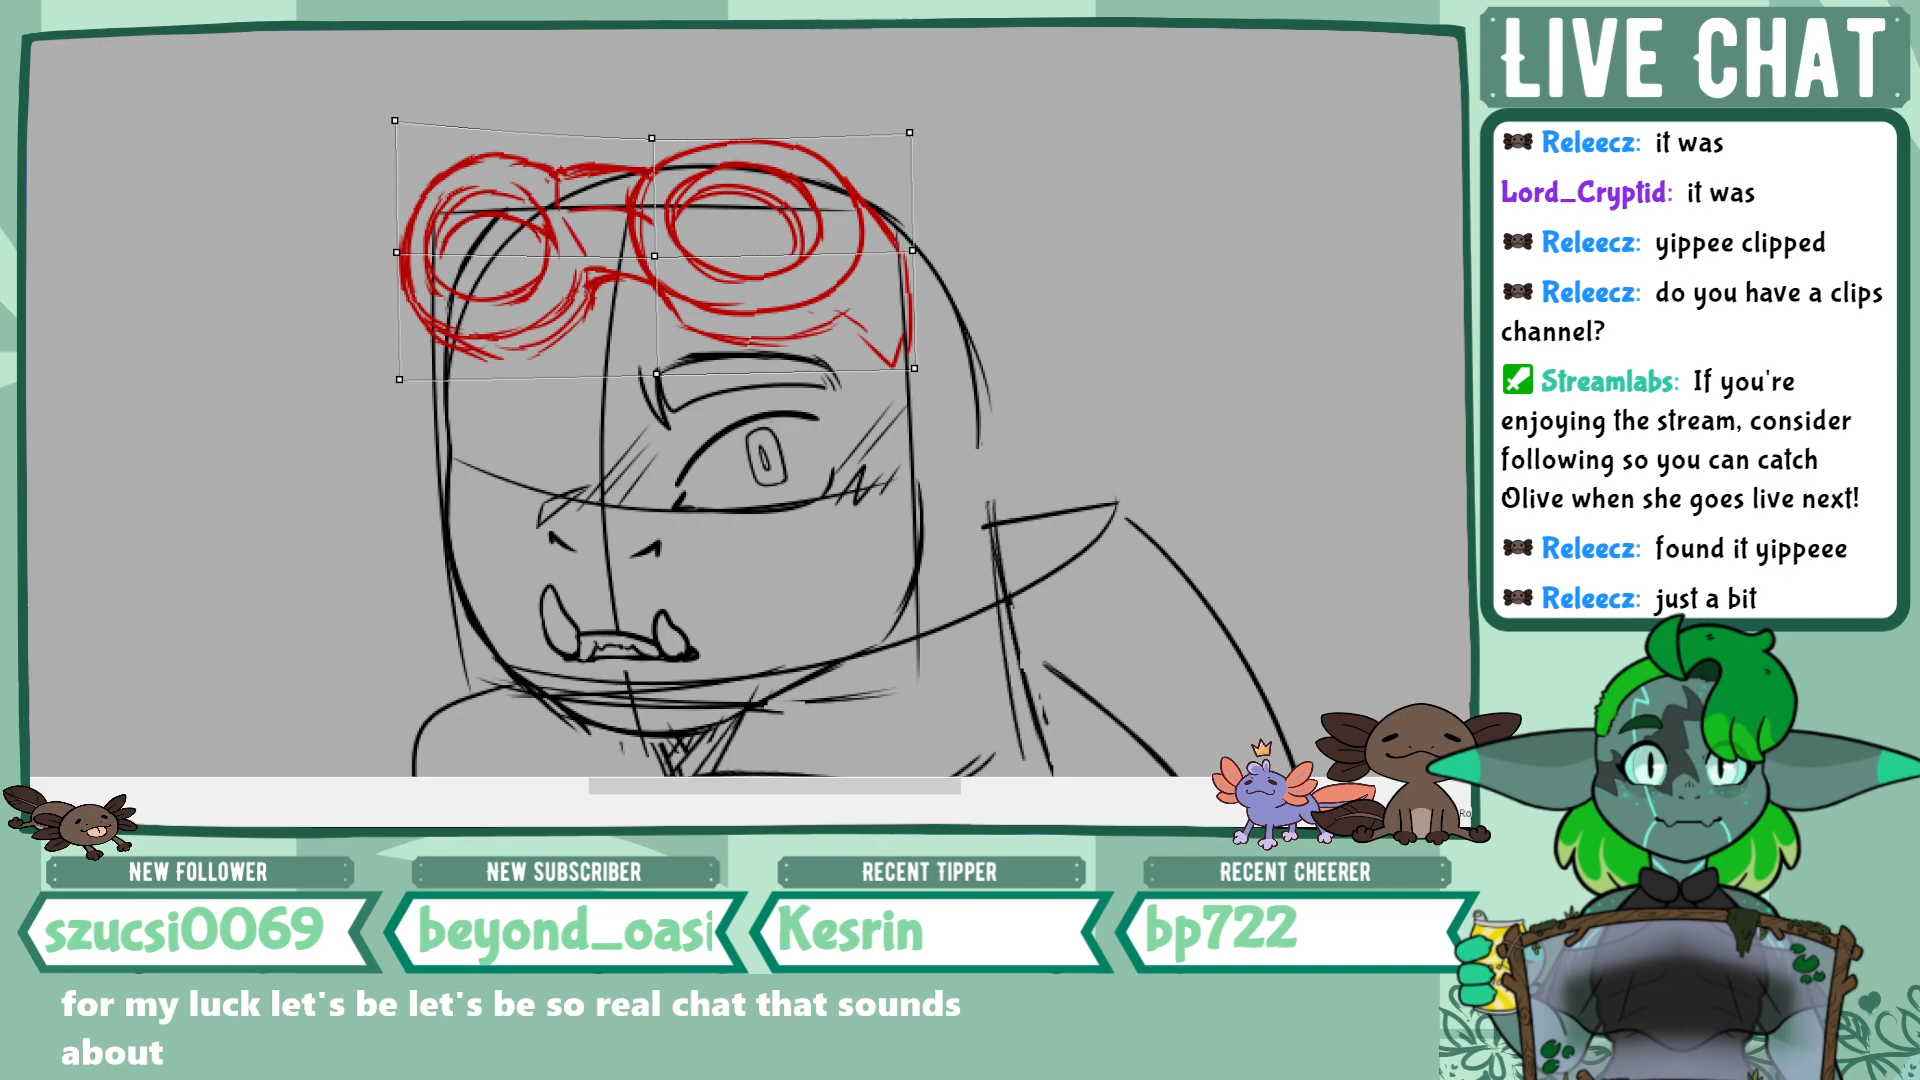 LIVE CHAT
Releecz: it was
Lord_Cryptid: it was
Releecz: yippee clipped
Releecz: do you have a clips
channel?
Streamlabs: If you're
enjoying the stream, consider
following so you can catch
Olive when she goes live next!
Releecz: found it yippeee
Releecz: just a bit
Ro
NEW FOLLOWER
NEW SUBSCRIBER
RECENT TIPPER
RECENT CHEERER
szucsi0069
beyond_oasi
Kesrin
bp722
for my luck let's be let's be so real chat that sounds
about